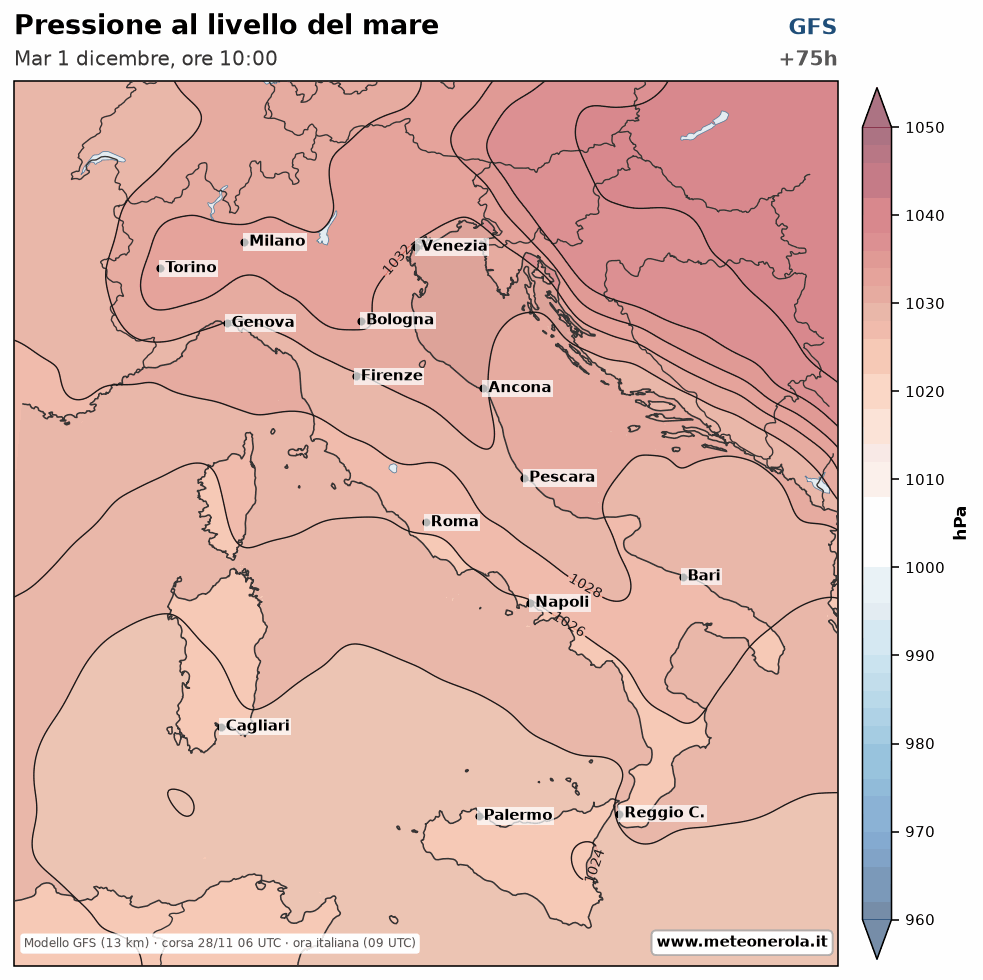 Pressione al livello del mare
GFS
Mar 1 dicembre, ore 10:00
+75h
1050
1040
1030
1020
1010
1000
990
980
970
960
hPa
Milano
Venezia
1032
Torino
Genova
Bologna
Firenze
Ancona
Pescara
Roma
Bari
1028
Napoli
1026
Cagliari
Palermo
Reggio C.
1024
Modello GFS (13 km) · corsa 28/11 06 UTC · ora italiana (09 UTC)
www.meteonerola.it